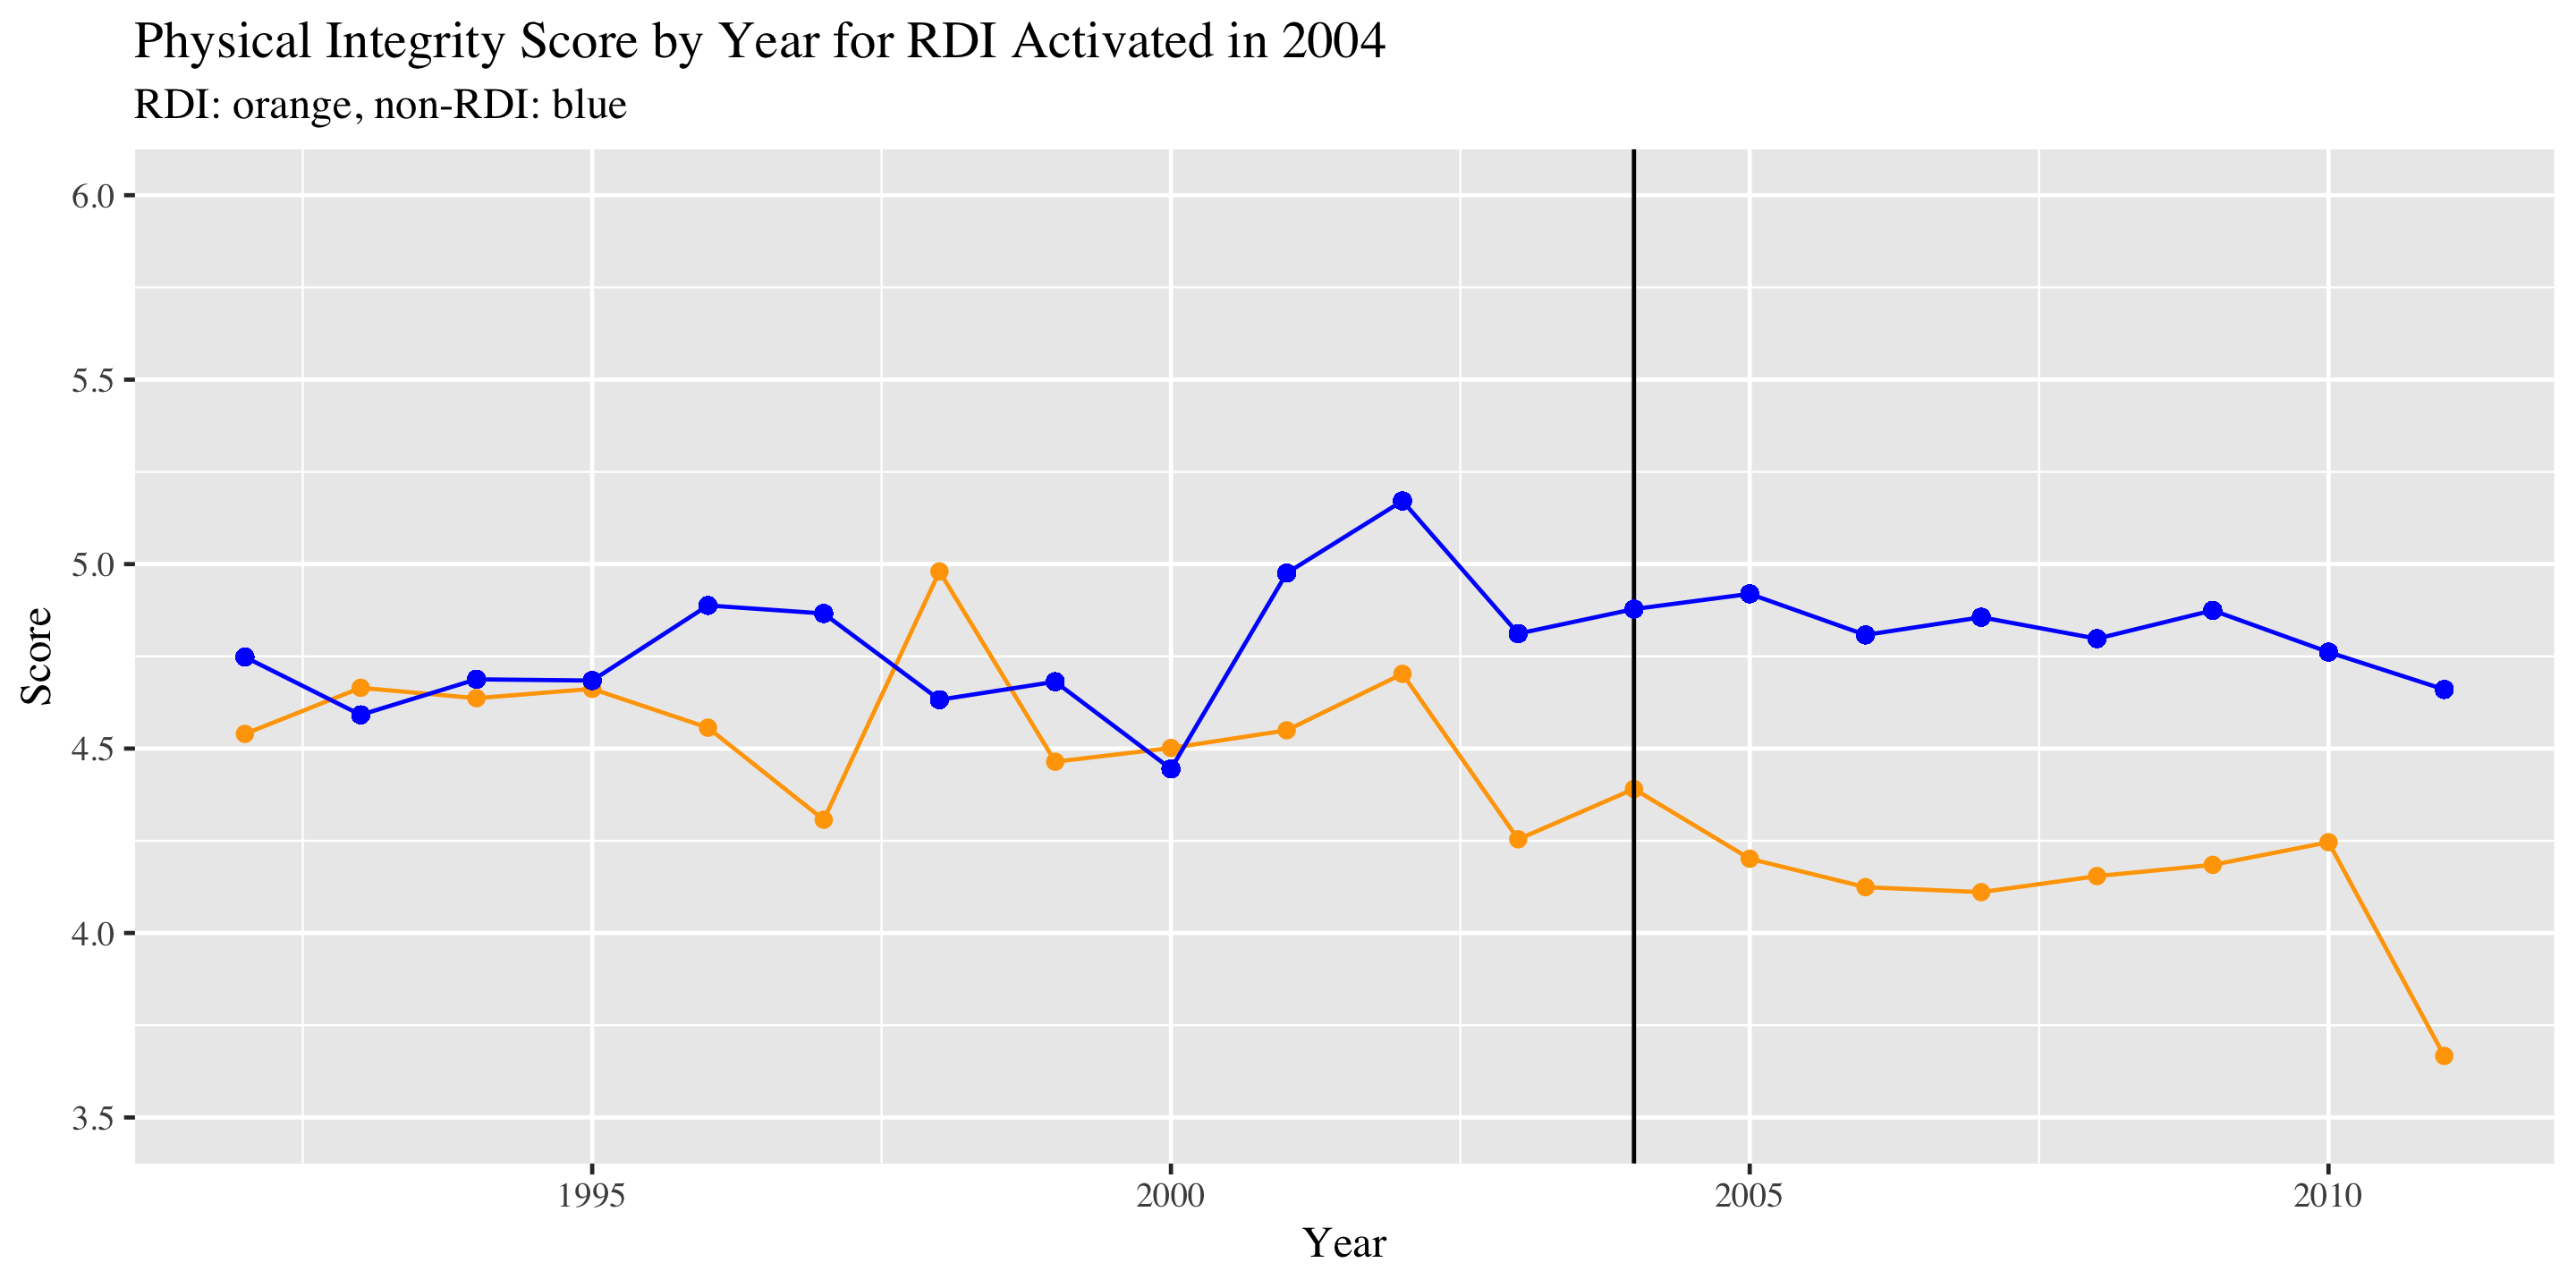 Physical Integrity Score by Year for RDI Activated in 2004
RDI: orange, non-RDI: blue
6.0
5.5
5.0
4.5
4.0
3.5
Score
1995
2000
2005
2010
Year